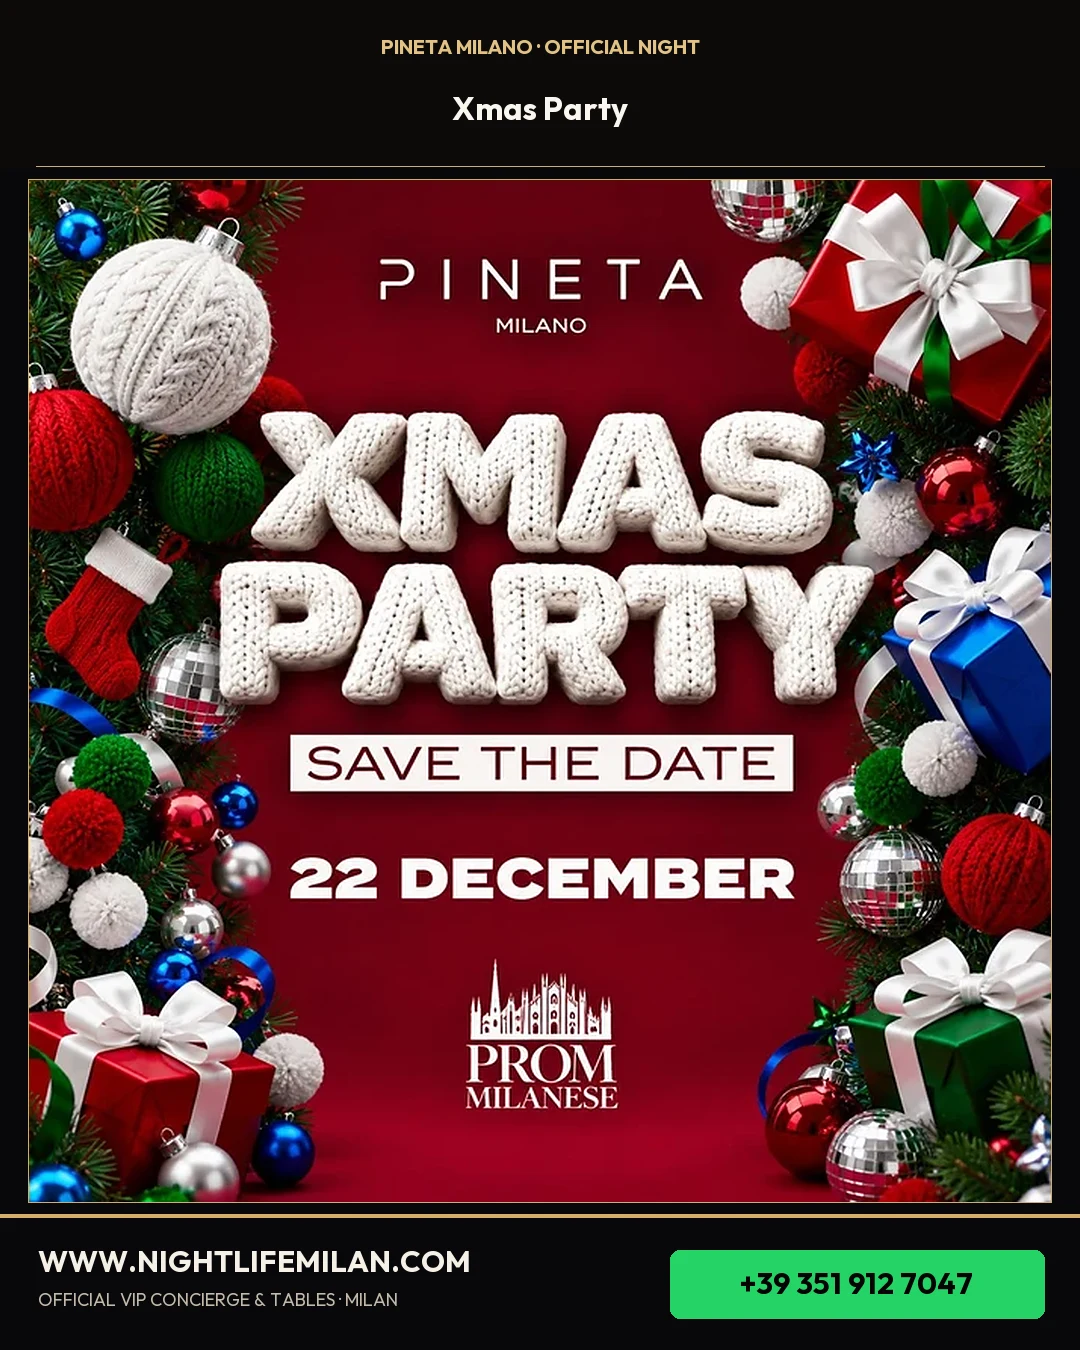 PINETA MILANO · OFFICIAL NIGHT
Xmas Party
PINETA
MILANO
XMAS
PARTY
SAVE THE DATE
22 DECEMBER
PROM
MILANESE
WWW.NIGHTLIFEMILAN.COM
OFFICIAL VIP CONCIERGE & TABLES · MILAN
+39 351 912 7047